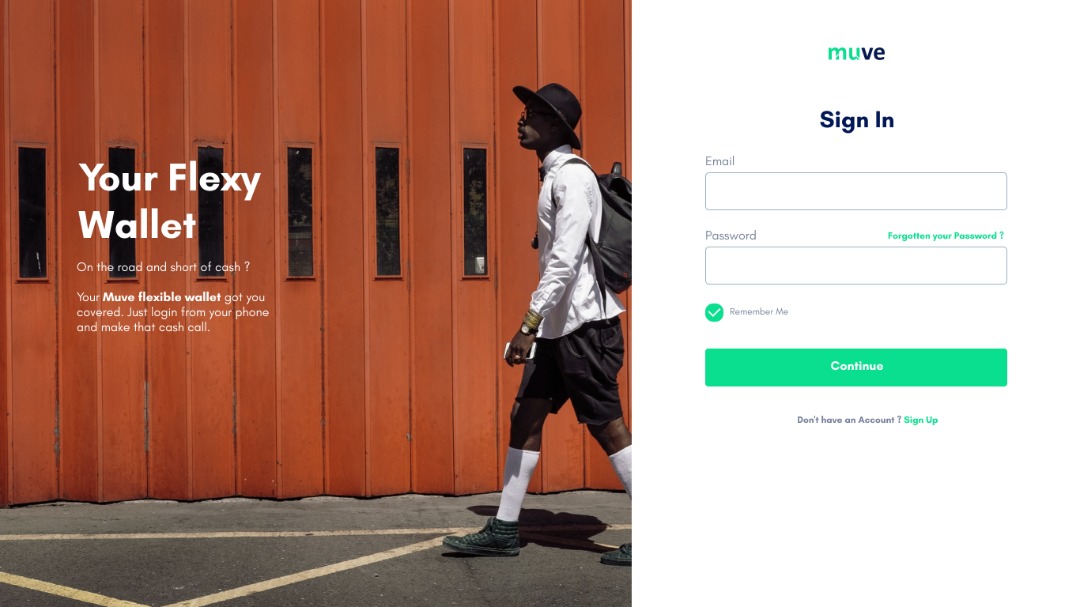 Your Flexy
Wallet
On the road and short of cash ?
Your Muve flexible wallet got you
covered. Just login from your phone
and make that cash call.
muve
Sign In
Email
Password
Forgotten your Password ?
Remember Me
Continue
Don't have an Account ? Sign Up